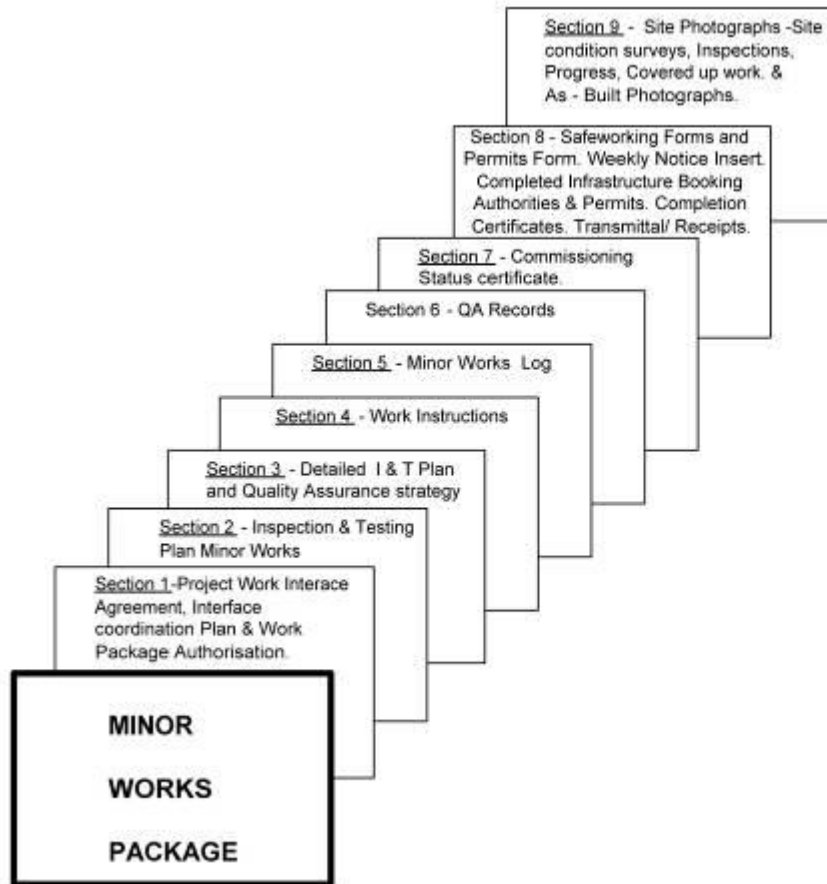 Section 9 - Site Photographs -Site
condition surveys, Inspections,
Progress, Covered up work. &
As - Built Photographs.
Section 8 - Safeworking Forms and
Permits Form. Weekly Notice Insert.
Completed Infrastructure Booking
Authorities & Permits. Completion
Certificates. Transmittal/ Receipts.
Section 7 - Commissioning
Status certificate.
Section 6 - QA Records
Section 5 - Minor Works Log
Section 4 - Work Instructions
Section 3 - Detailed I & T Plan
and Quality Assurance strategy
Section 2 - Inspection & Testing
Plan Minor Works
Section 1-Project Work Interace
Agreement, Interface
coordination Plan & Work
Package Authorisation.
MINOR
WORKS
PACKAGE